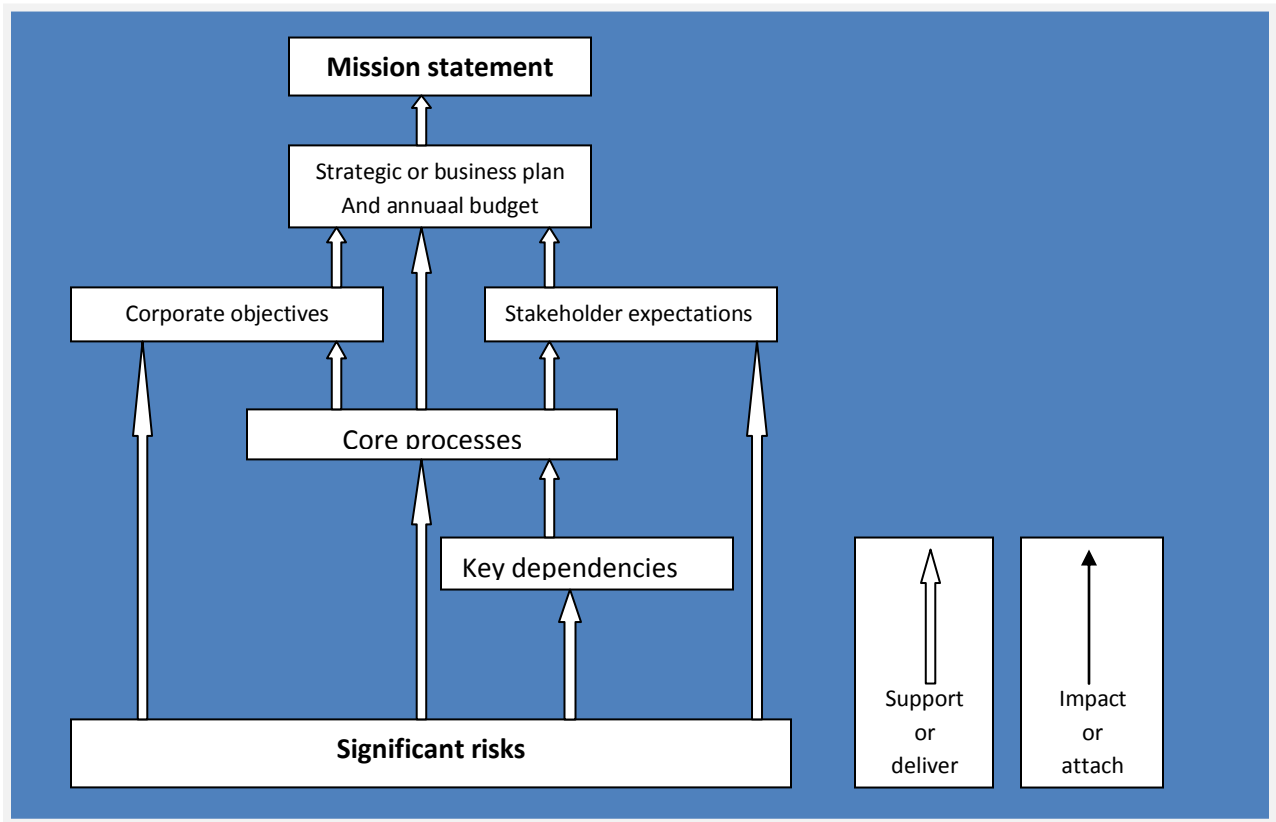 Mission statement
Strategic or business plan
And annuaal budget
Corporate objectives
Stakeholder expectations
Core processes
Key dependencies
Significant risks
Support
or
deliver
Impact
or
attach